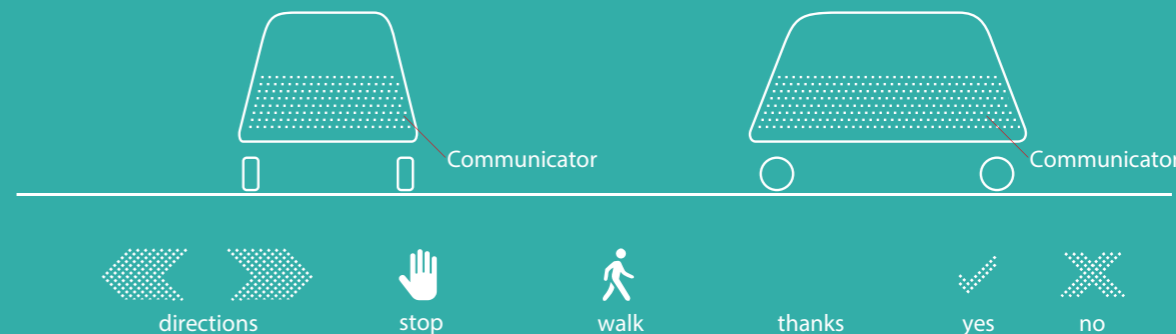 Communicator
Communicator
directions
stop
walk
thanks
yes
no